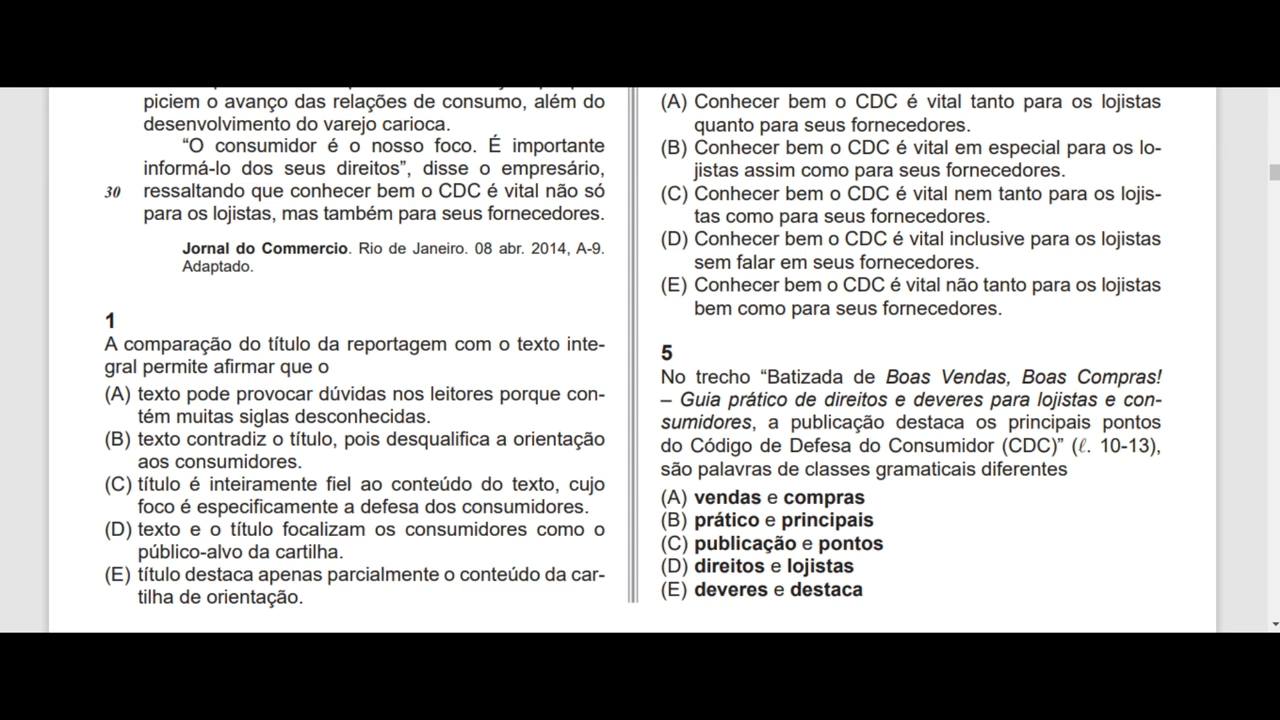 piciem o avanço das relações de consumo, além do
desenvolvimento do varejo carioca.
“O consumidor é o nosso foco. É importante
informá-lo dos seus direitos”, disse o empresário,
30 ressaltando que conhecer bem o CDC é vital não só
para os lojistas, mas também para seus fornecedores.
Jornal do Commercio. Rio de Janeiro. 08 abr. 2014, A-9.
Adaptado.
1
A comparação do título da reportagem com o texto inte-
gral permite afirmar que o
(A) texto pode provocar dúvidas nos leitores porque con-
tém muitas siglas desconhecidas.
(B) texto contradiz o título, pois desqualifica a orientação
aos consumidores.
(C) título é inteiramente fiel ao conteúdo do texto, cujo
foco é especificamente a defesa dos consumidores.
(D) texto e o título focalizam os consumidores como o
público-alvo da cartilha.
(E) título destaca apenas parcialmente o conteúdo da car-
tilha de orientação.
(A) Conhecer bem o CDC é vital tanto para os lojistas
quanto para seus fornecedores.
(B) Conhecer bem o CDC é vital em especial para os lo-
jistas assim como para seus fornecedores.
(C) Conhecer bem o CDC é vital nem tanto para os lojis-
tas como para seus fornecedores.
(D) Conhecer bem o CDC é vital inclusive para os lojistas
sem falar em seus fornecedores.
(E) Conhecer bem o CDC é vital não tanto para os lojistas
bem como para seus fornecedores.
5
No trecho “Batizada de Boas Vendas, Boas Compras!
– Guia prático de direitos e deveres para lojistas e con-
sumidores, a publicação destaca os principais pontos
do Código de Defesa do Consumidor (CDC)” (ℓ. 10-13),
são palavras de classes gramaticais diferentes
(A) vendas e compras
(B) prático e principais
(C) publicação e pontos
(D) direitos e lojistas
(E) deveres e destaca